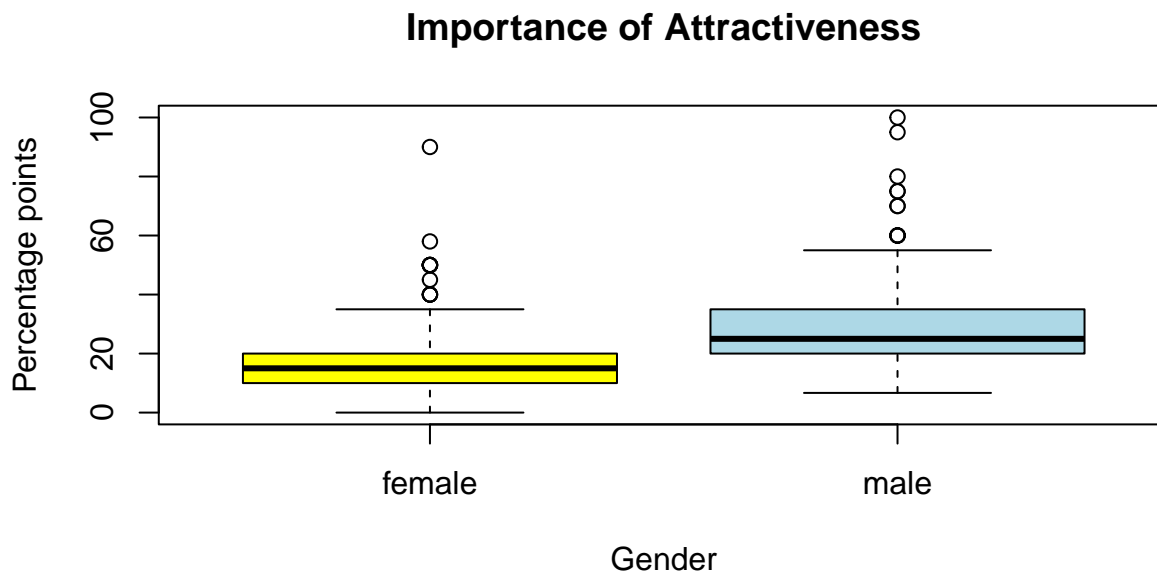 Importance of Attractiveness
Percentage points
100
60
20
0
female male
Gender